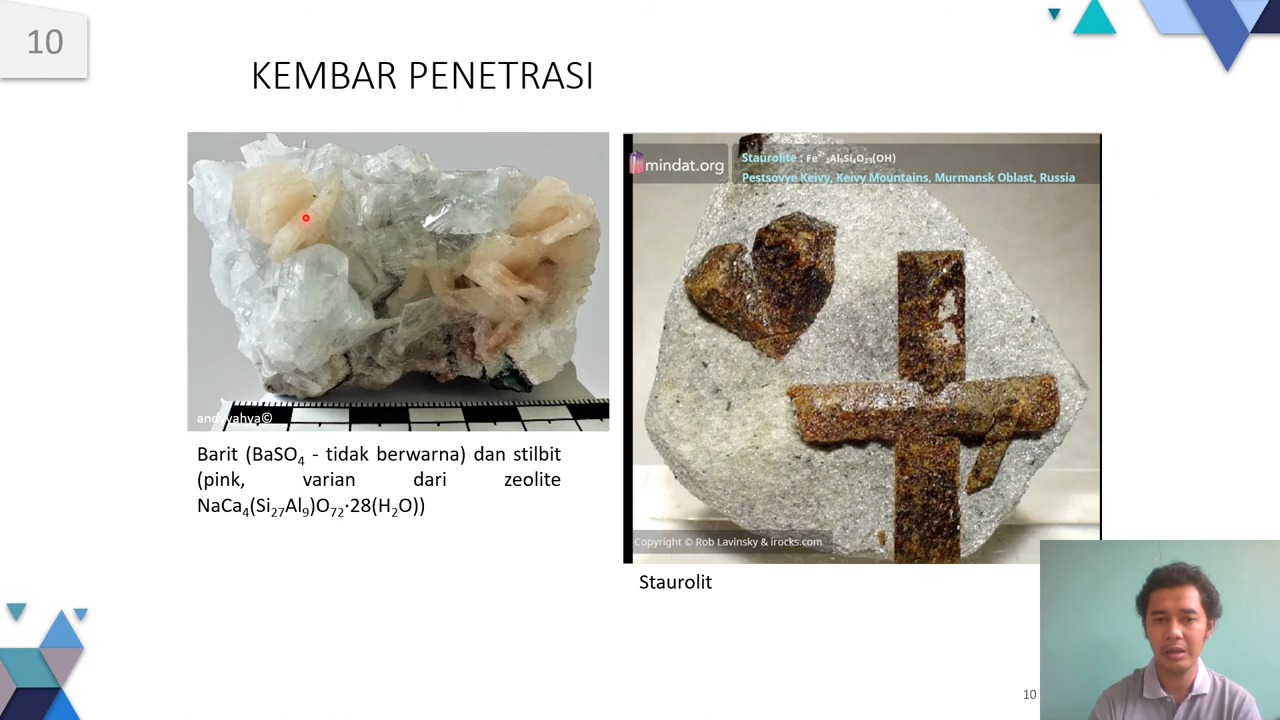 10
KEMBAR PENETRASI
mindat.org
Staurolite : Fe²⁺₂Al₉Si₄O₂₃(OH)
Pestsovye Keivy, Keivy Mountains, Murmansk Oblast, Russia
andyyahya©
Copyright © Rob Lavinsky & irocks.com
Barit (BaSO₄ - tidak berwarna) dan stilbit
(pink, varian dari zeolite
NaCa₄(Si₂₇Al₉)O₇₂·28(H₂O))
Staurolit
10